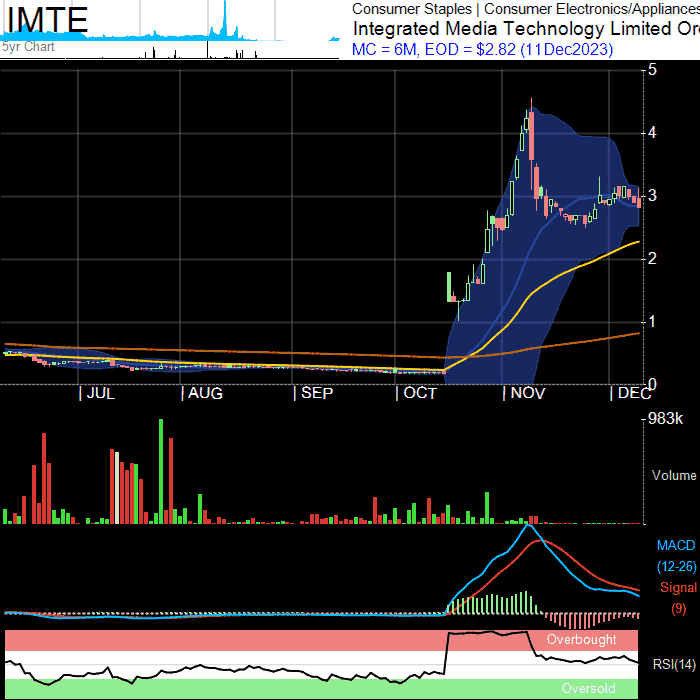 IMTE
5yr Chart
Consumer Staples | Consumer Electronics/Appliances
Integrated Media Technology Limited Or
MC = 6M, EOD = $2.82 (11Dec2023)
5
4
3
2
1
0
JUL AUG SEP OCT NOV DEC
983k
Volume
MACD
(12-26)
Signal
(9)
Overbought
RSI(14)
Oversold